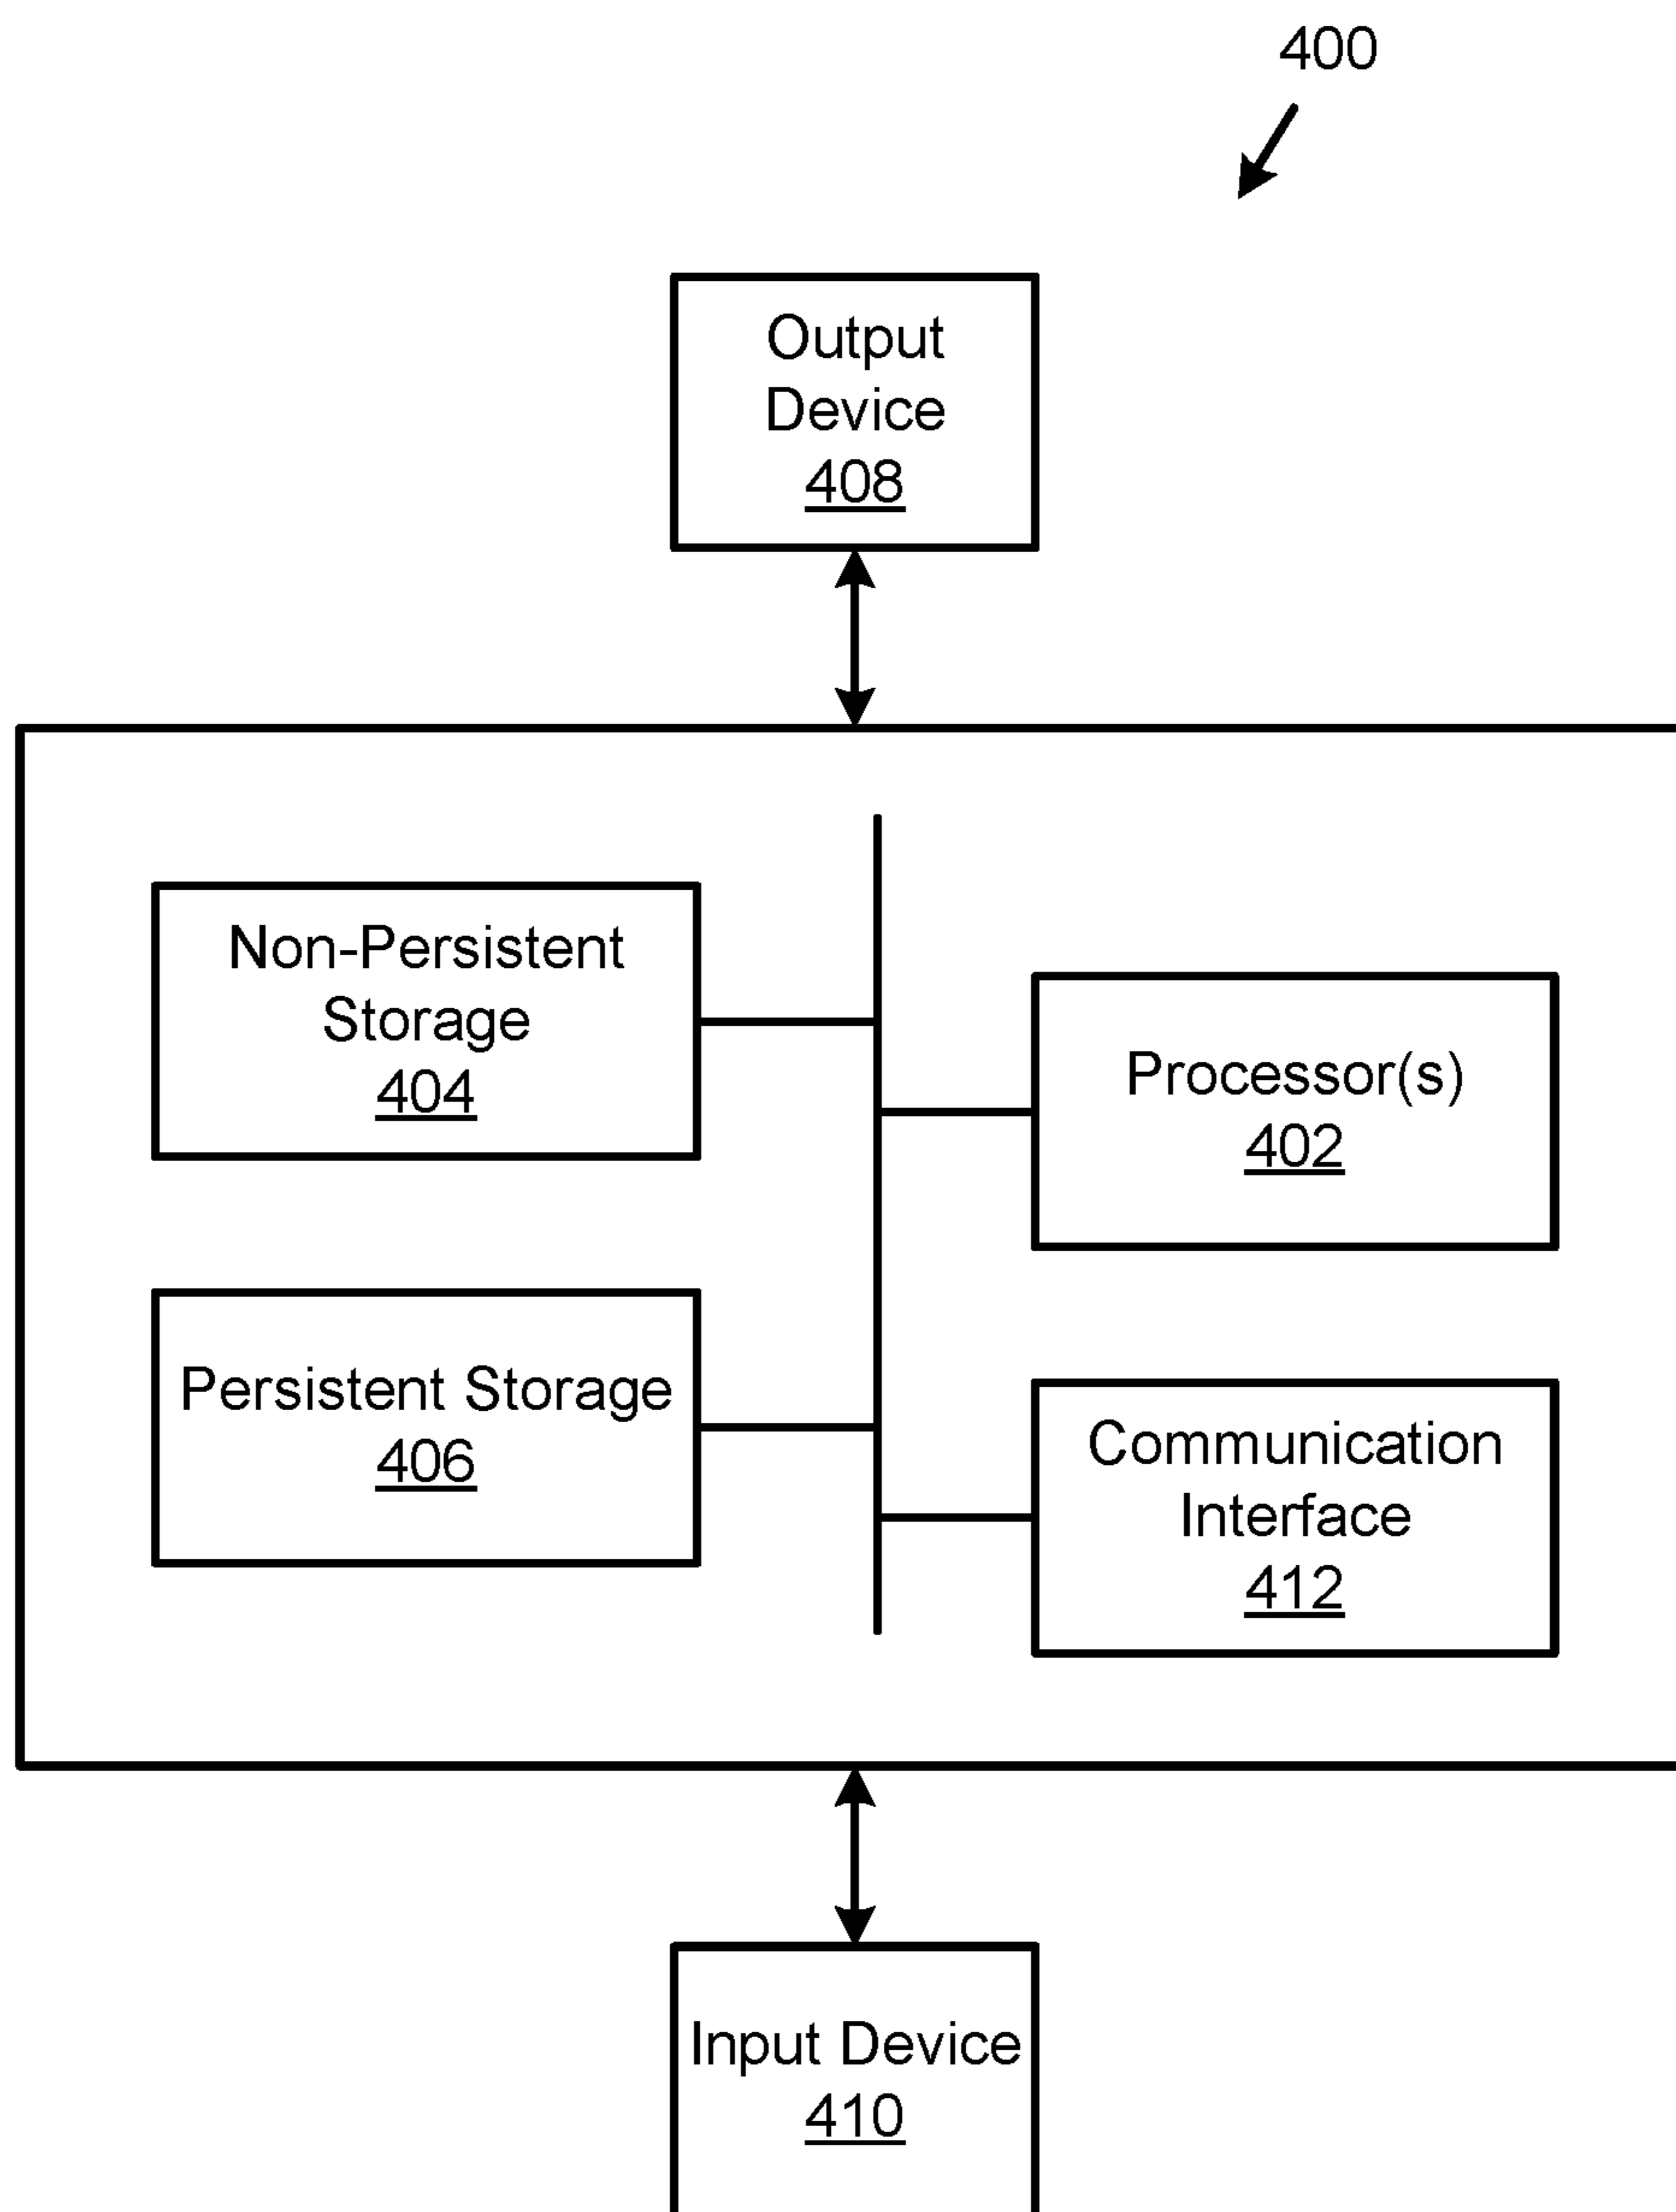 400
Output
Device
408
Non-Persistent
Storage
404
Processor(s)
402
Persistent Storage
406
Communication
Interface
412
Input Device
410